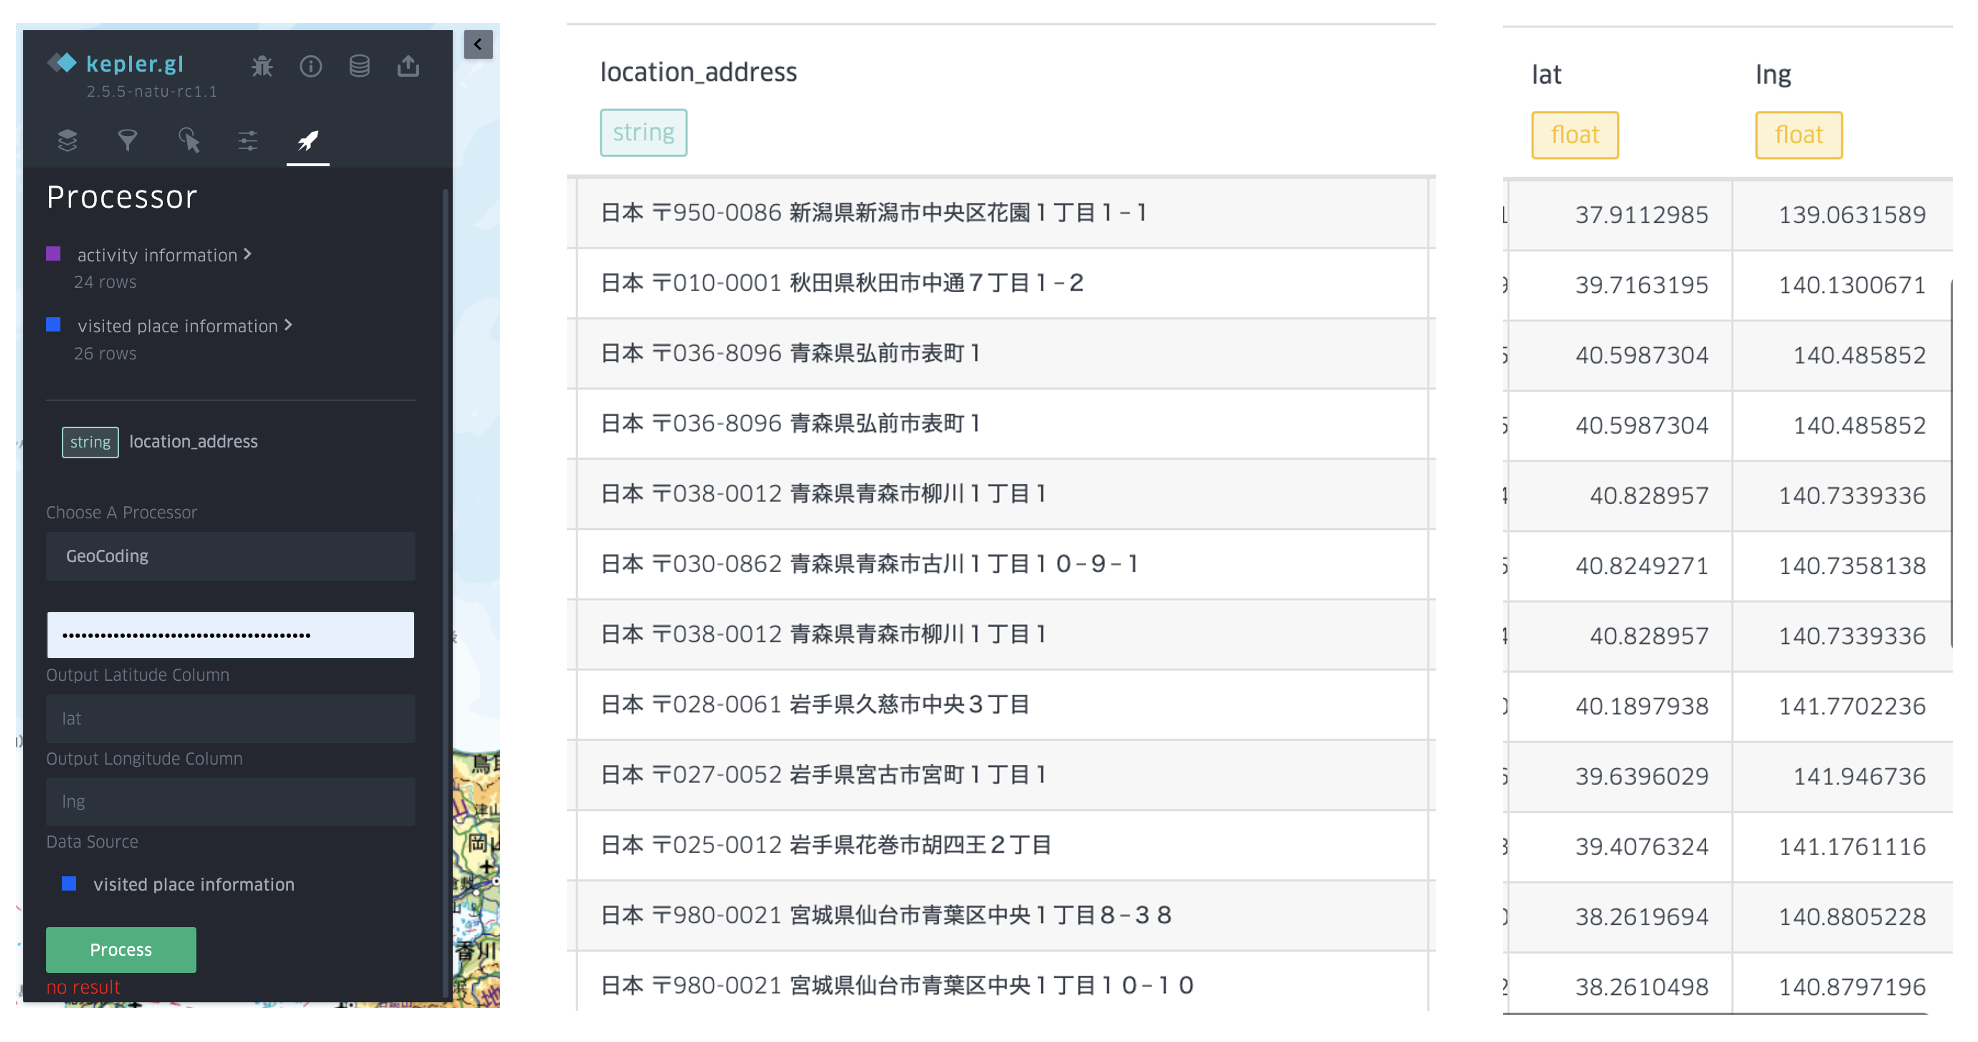 kepler.gl
2.5.5-natu-rc1.1
Processor
activity information
24 rows
visited place information
26 rows
string location_address
Choose A Processor
GeoCoding
Output Latitude Column
lat
Output Longitude Column
lng
Data Source
visited place information
Process
no result
津山
岡山
香川
location_address
string
日本 〒950-0086 新潟県新潟市中央区花園1丁目1−1
日本 〒010-0001 秋田県秋田市中通7丁目1−2
日本 〒036-8096 青森県弘前市表町1
日本 〒036-8096 青森県弘前市表町1
日本 〒038-0012 青森県青森市柳川1丁目1
日本 〒030-0862 青森県青森市古川1丁目10−9−1
日本 〒038-0012 青森県青森市柳川1丁目1
日本 〒028-0061 岩手県久慈市中央3丁目
日本 〒027-0052 岩手県宮古市宮町1丁目1
日本 〒025-0012 岩手県花巻市胡四王2丁目
日本 〒980-0021 宮城県仙台市青葉区中央1丁目8−38
日本 〒980-0021 宮城県仙台市青葉区中央1丁目10−10
lat lng
float float
37.9112985 139.0631589
39.7163195 140.1300671
40.5987304 140.485852
40.5987304 140.485852
40.828957 140.7339336
40.8249271 140.7358138
40.828957 140.7339336
40.1897938 141.7702236
39.6396029 141.946736
39.4076324 141.1761116
38.2619694 140.8805228
38.2610498 140.8797196